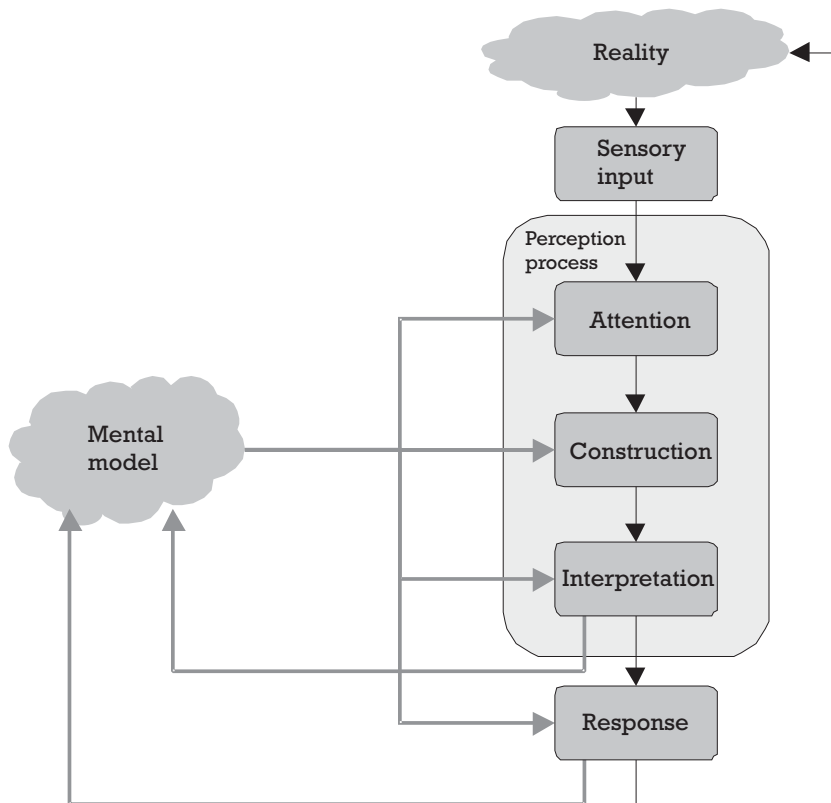 Reality
Sensory
input
Perception
process
Attention
Mental
model
Construction
Interpretation
Response